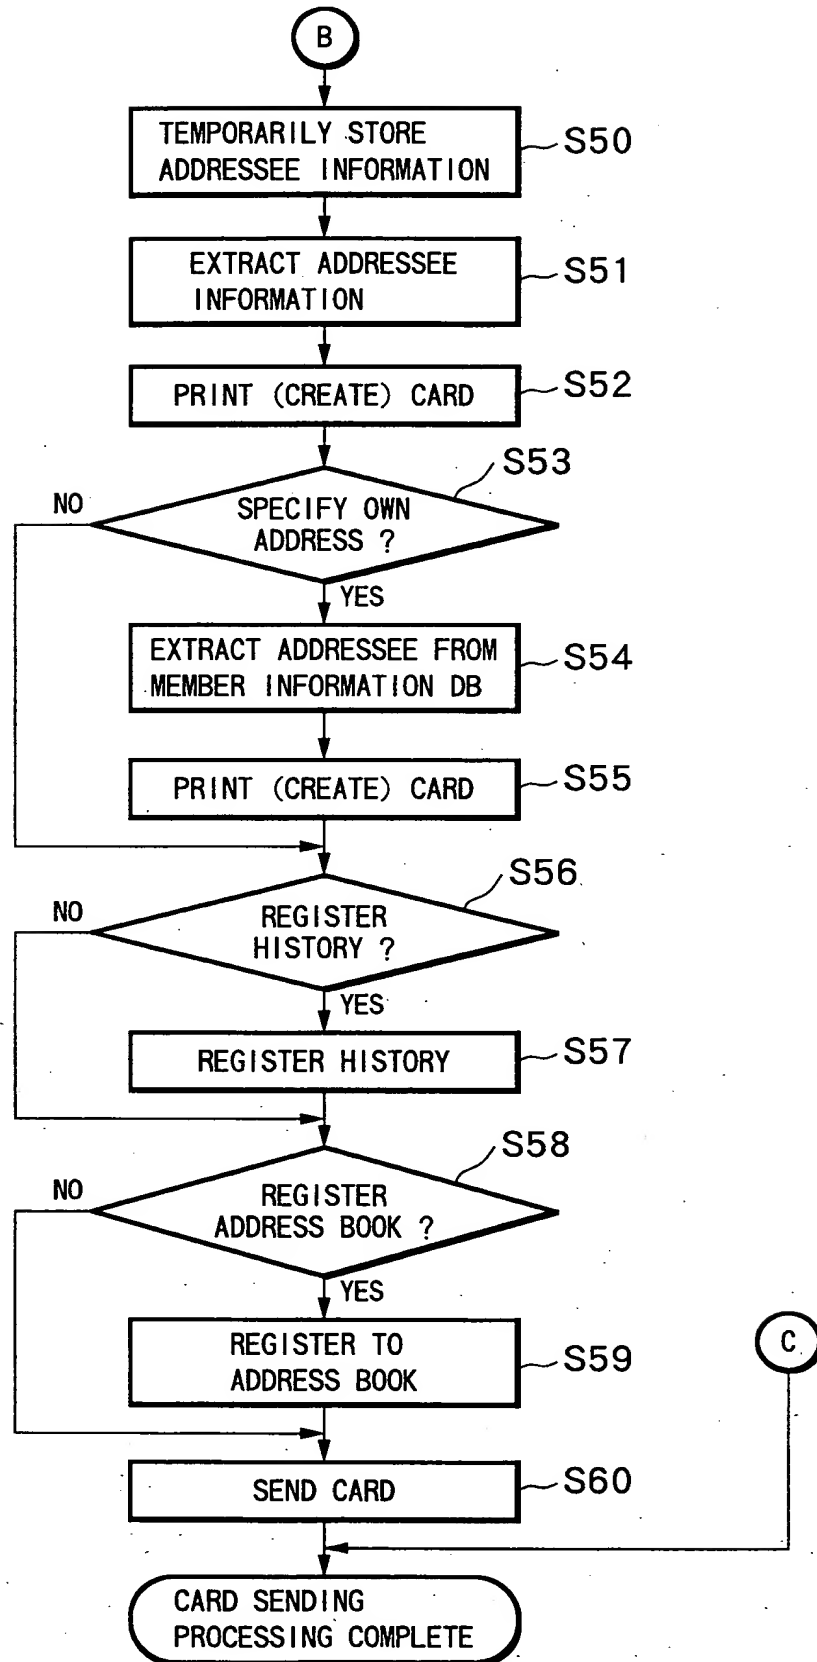 B
TEMPORARILY STORE
ADDRESSEE INFORMATION
S50
EXTRACT ADDRESSEE
INFORMATION
S51
PRINT (CREATE) CARD
S52
S53
NO
SPECIFY OWN
ADDRESS ?
YES
EXTRACT ADDRESSEE FROM
MEMBER INFORMATION DB
S54
PRINT (CREATE) CARD
S55
S56
NO
REGISTER
HISTORY ?
YES
REGISTER HISTORY
S57
S58
NO
REGISTER
ADDRESS BOOK ?
YES
REGISTER TO
ADDRESS BOOK
S59
C
SEND CARD
S60
CARD SENDING
PROCESSING COMPLETE